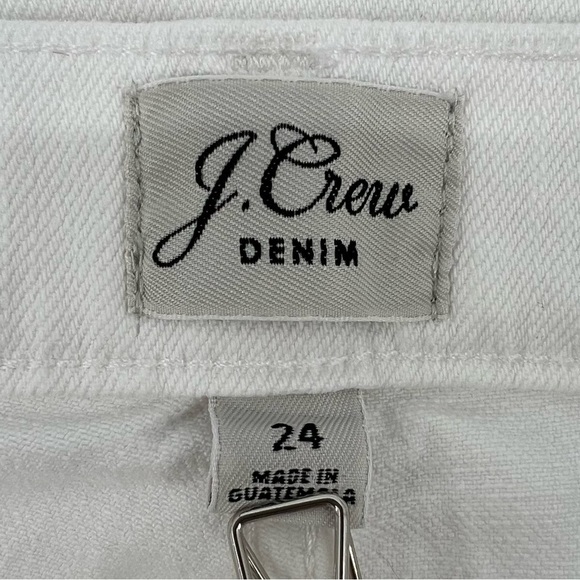 J.Crew
DENIM
24
MADE IN
GUATEMALA